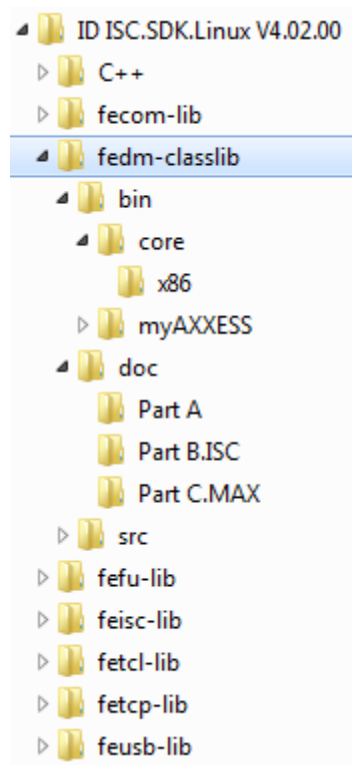 ID ISC.SDK.Linux V4.02.00
C++
fecom-lib
fedm-classlib
bin
core
x86
myAXXESS
doc
Part A
Part B.ISC
Part C.MAX
src
fefu-lib
feisc-lib
fetcl-lib
fetcp-lib
feusb-lib